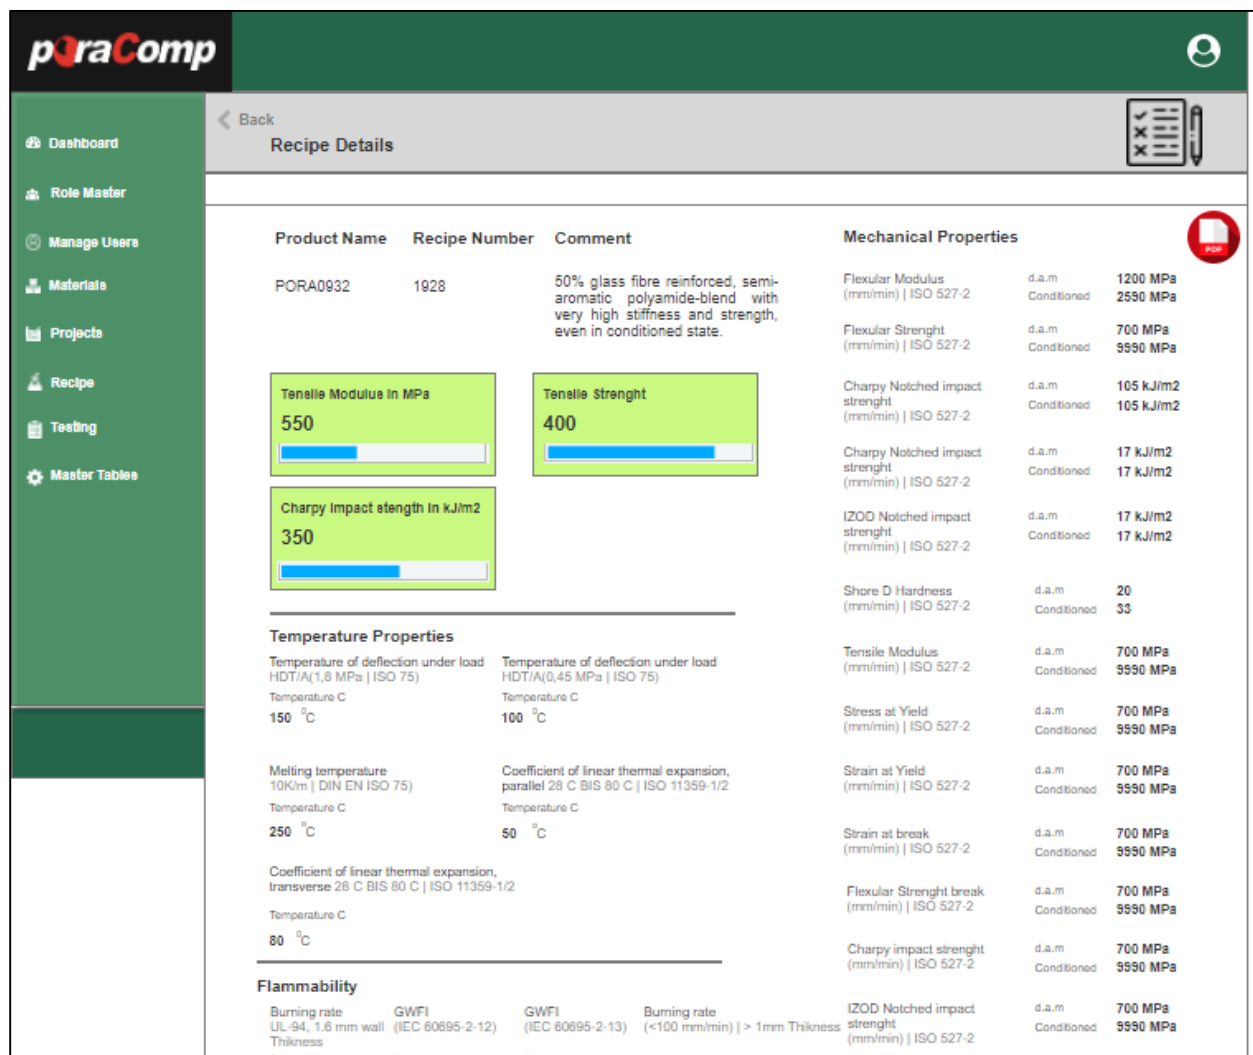 poraComp
Back
Recipe Details
Dashboard
Role Master
Manage Users
Materials
Projects
Recipe
Testing
Master Tables
Product Name Recipe Number Comment
PORA0932 1928 50% glass fibre reinforced, semi-
aromatic polyamide-blend with
very high stiffness and strength,
even in conditioned state.
Tensile Modulus in MPa
550
Tensile Strenght
400
Charpy Impact stength in kJ/m2
350
Temperature Properties
Temperature of deflection under load
HDT/A(1,8 MPa | ISO 75)
Temperature C
150 °C
Temperature of deflection under load
HDT/A(0,45 MPa | ISO 75)
Temperature C
100 °C
Melting temperature
10K/m | DIN EN ISO 75)
Temperature C
250 °C
Coefficient of linear thermal expansion,
parallel 28 C BIS 80 C | ISO 11359-1/2
Temperature C
50 °C
Coefficient of linear thermal expansion,
transverse 28 C BIS 80 C | ISO 11359-1/2
Temperature C
80 °C
Flammability
Burning rate
UL-94, 1.6 mm wall
Thikness
GWFI
(IEC 60695-2-12)
GWFI
(IEC 60695-2-13)
Burning rate
(<100 mm/min) | > 1mm Thikness
Mechanical Properties
PDF
Flexular Modulus d.a.m 1200 MPa
(mm/min) | ISO 527-2 Conditioned 2590 MPa
Flexular Strenght d.a.m 700 MPa
(mm/min) | ISO 527-2 Conditioned 9990 MPa
Charpy Notched impact d.a.m 105 kJ/m2
strenght Conditioned 105 kJ/m2
(mm/min) | ISO 527-2
Charpy Notched impact d.a.m 17 kJ/m2
strenght Conditioned 17 kJ/m2
(mm/min) | ISO 527-2
IZOD Notched impact d.a.m 17 kJ/m2
strenght Conditioned 17 kJ/m2
(mm/min) | ISO 527-2
Shore D Hardness d.a.m 20
(mm/min) | ISO 527-2 Conditioned 33
Tensile Modulus d.a.m 700 MPa
(mm/min) | ISO 527-2 Conditioned 9990 MPa
Stress at Yield d.a.m 700 MPa
(mm/min) | ISO 527-2 Conditioned 9990 MPa
Strain at Yield d.a.m 700 MPa
(mm/min) | ISO 527-2 Conditioned 9990 MPa
Strain at break d.a.m 700 MPa
(mm/min) | ISO 527-2 Conditioned 9990 MPa
Flexular Strenght break d.a.m 700 MPa
(mm/min) | ISO 527-2 Conditioned 9990 MPa
Charpy impact strenght d.a.m 700 MPa
(mm/min) | ISO 527-2 Conditioned 9990 MPa
IZOD Notched impact d.a.m 700 MPa
strenght Conditioned 9990 MPa
(mm/min) | ISO 527-2